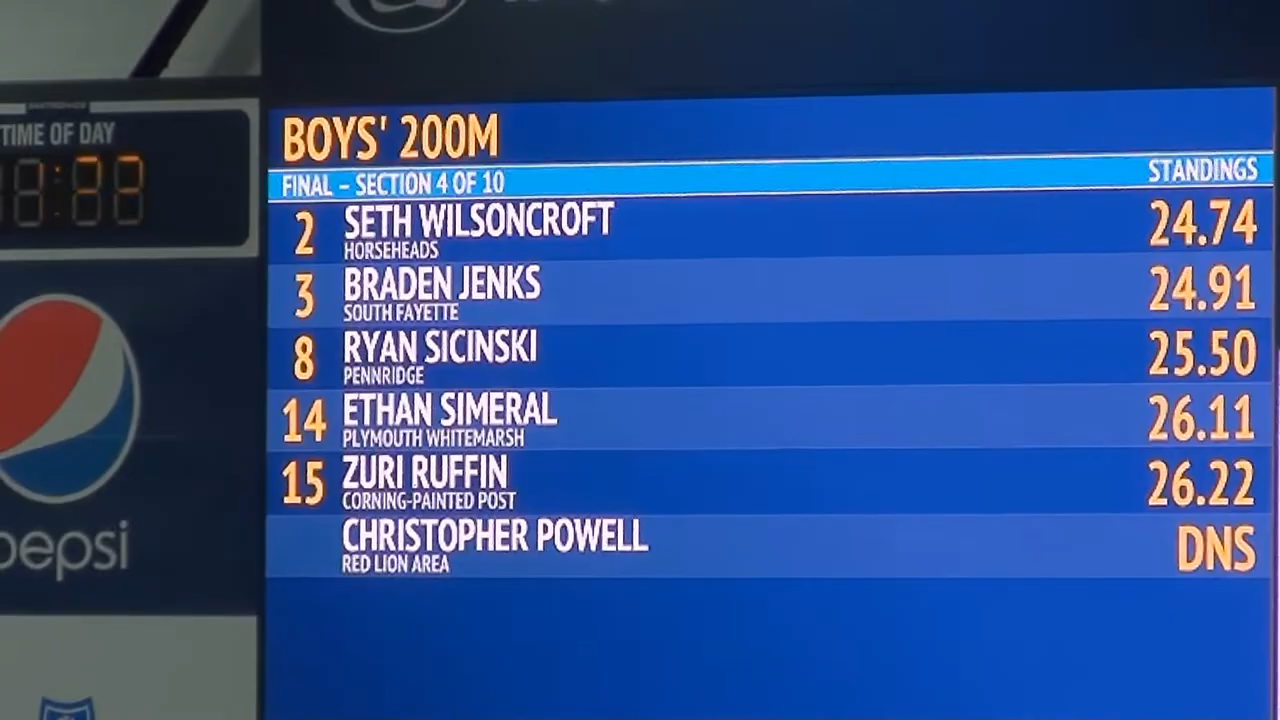 TIME OF DAY
BOYS' 200M
FINAL – SECTION 4 OF 10 STANDINGS
2 SETH WILSONCROFT 24.74
HORSEHEADS
3 BRADEN JENKS 24.91
SOUTH FAYETTE
8 RYAN SICINSKI 25.50
PENNRIDGE
14 ETHAN SIMERAL 26.11
PLYMOUTH WHITEMARSH
15 ZURI RUFFIN 26.22
CORNING-PAINTED POST
CHRISTOPHER POWELL DNS
RED LION AREA
pepsi